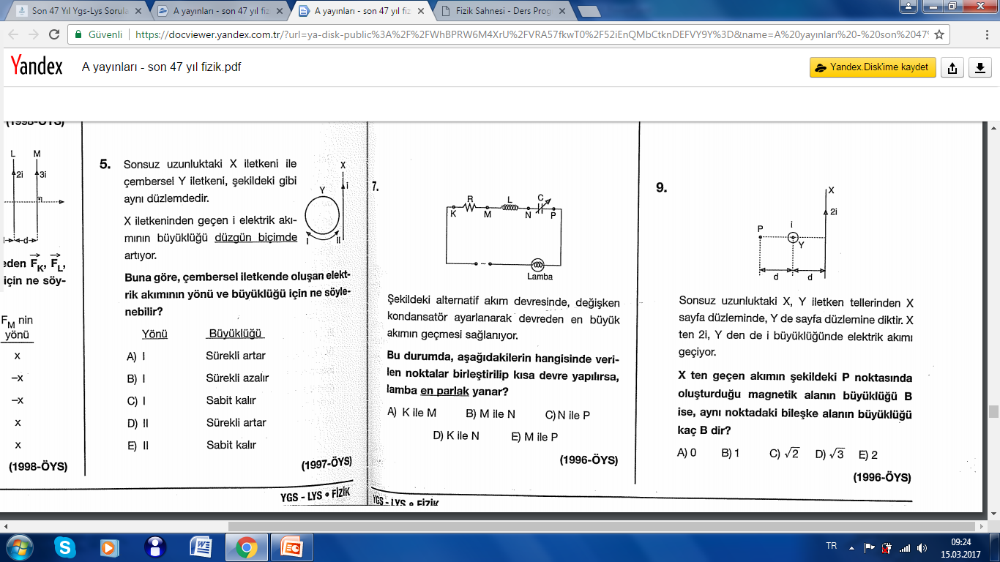 Son 47 Yıl Ygs-Lys Sorula
A yayınları - son 47 yıl fiz
A yayınları - son 47 yıl fiz
Fizik Sahnesi - Ders Prog
Güvenli
https://docviewer.yandex.com.tr/?url=ya-disk-public%3A%2F%2FWhBPRW6M4XrU%2FVRA57fkwT0%2F52iEnQMbCtknDEFVY9Y%3D&name=A%20yayınları%20-%20son%2047%
Yandex
A yayınları - son 47 yıl fizik.pdf
Yandex.Disk'ime kaydet
(1998-ÖYS)
L M
2i 3i
d
eden F_K, F_L,
için ne söy-
F_M nin
yönü
x
–x
–x
x
x
(1998-ÖYS)
5. Sonsuz uzunluktaki X iletkeni ile
çembersel Y iletkeni, şekildeki gibi
aynı düzlemdedir.
X iletkeninden geçen i elektrik akı-
mının büyüklüğü düzgün biçimde
artıyor.
X
i
Y
I II
Buna göre, çembersel iletkende oluşan elekt-
rik akımının yönü ve büyüklüğü için ne söyle-
nebilir?
Yönü Büyüklüğü
A) I Sürekli artar
B) I Sürekli azalır
C) I Sabit kalır
D) II Sürekli artar
E) II Sabit kalır
(1997-ÖYS)
YGS - LYS • FİZİK
7.
R L C
K M N P
~
Lamba
Şekildeki alternatif akım devresinde, değişken
kondansatör ayarlanarak devreden en büyük
akımın geçmesi sağlanıyor.
Bu durumda, aşağıdakilerin hangisinde veri-
len noktalar birleştirilip kısa devre yapılırsa,
lamba en parlak yanar?
A) K ile M B) M ile N C) N ile P
D) K ile N E) M ile P
(1996-ÖYS)
YGS - LYS • FİZİK
9.
X
2i
P i
Y
d d
Sonsuz uzunluktaki X, Y iletken tellerinden X
sayfa düzleminde, Y de sayfa düzlemine diktir. X
ten 2i, Y den de i büyüklüğünde elektrik akımı
geçiyor.
X ten geçen akımın şekildeki P noktasında
oluşturduğu magnetik alanın büyüklüğü B
ise, aynı noktadaki bileşke alanın büyüklüğü
kaç B dir?
A) 0 B) 1 C) √2 D) √3 E) 2
(1996-ÖYS)
TR
09:24
15.03.2017